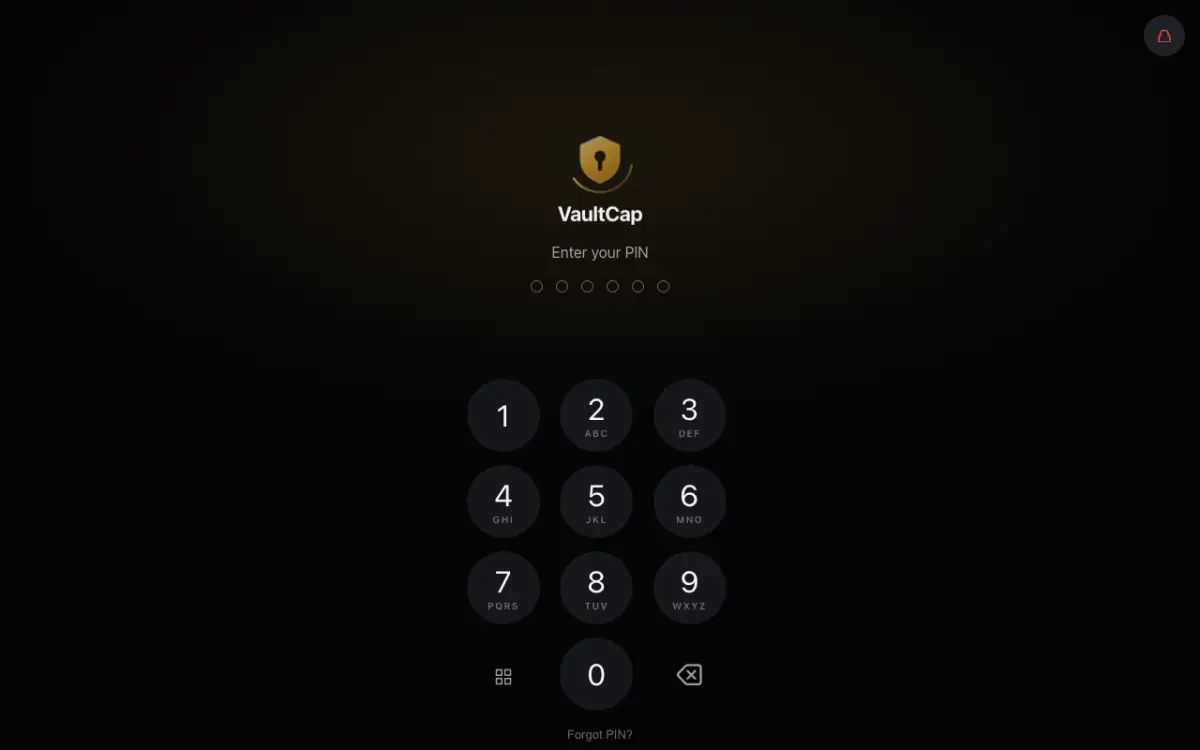 VaultCap
Enter your PIN
1
2
ABC
3
DEF
4
GHI
5
JKL
6
MNO
7
PQRS
8
TUV
9
WXYZ
0
Forgot PIN?